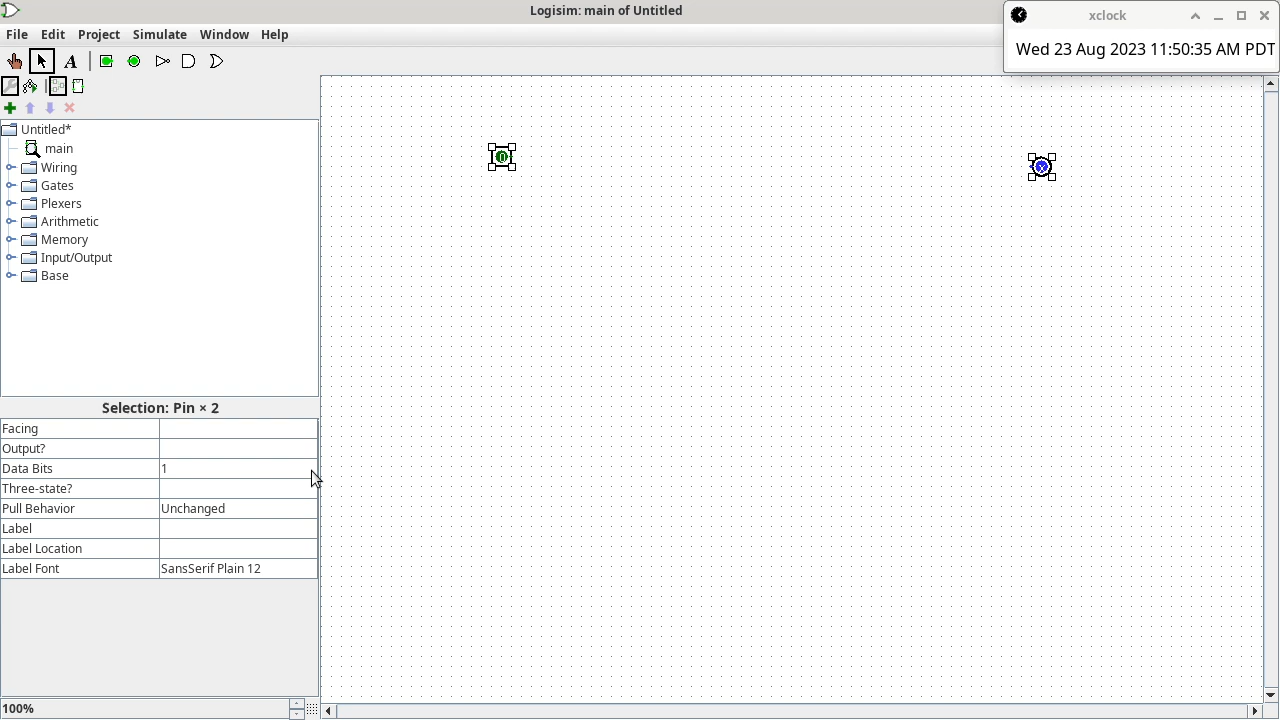 Logisim: main of Untitled
xclock
Wed 23 Aug 2023 11:50:35 AM PDT
File Edit Project Simulate Window Help
A
Untitled*
main
Wiring
Gates
Plexers
Arithmetic
Memory
Input/Output
Base
Selection: Pin × 2
Facing
Output?
Data Bits 1
Three-state?
Pull Behavior Unchanged
Label
Label Location
Label Font SansSerif Plain 12
100%
0
x